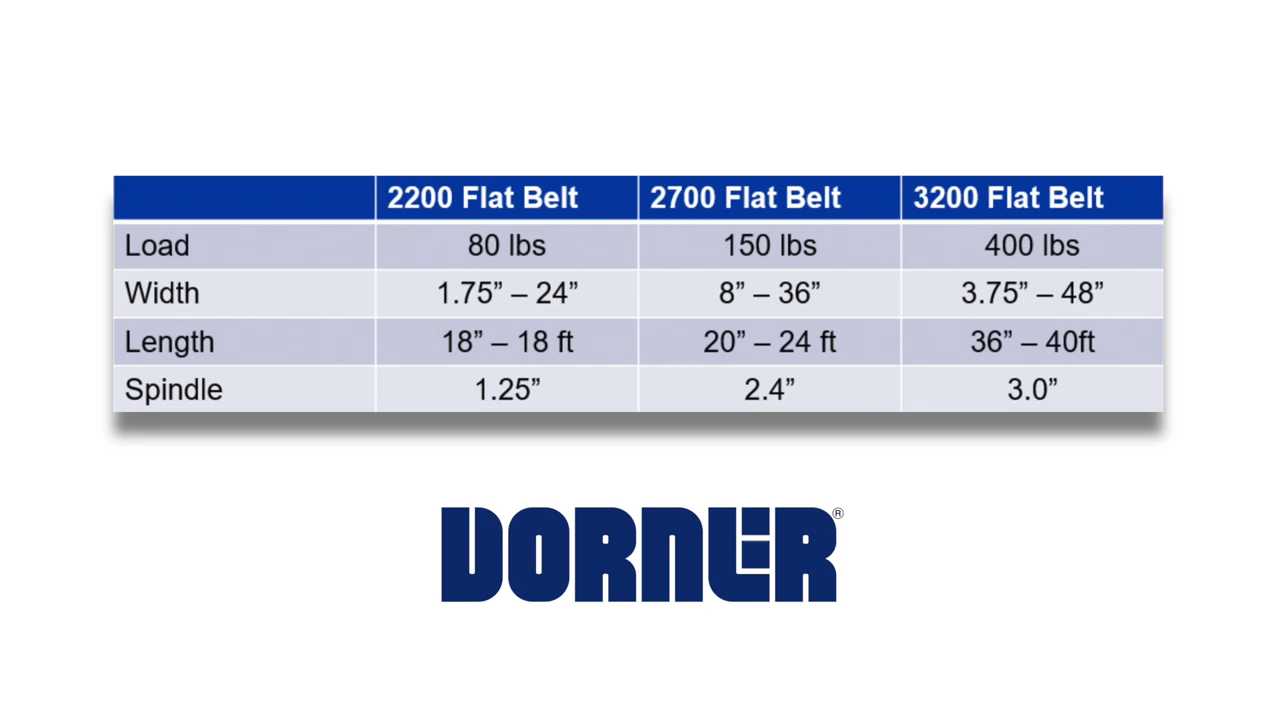 2200 Flat Belt 2700 Flat Belt 3200 Flat Belt
Load 80 lbs 150 lbs 400 lbs
Width 1.75” – 24” 8” – 36” 3.75” – 48”
Length 18” – 18 ft 20” – 24 ft 36” – 40ft
Spindle 1.25” 2.4” 3.0”
DORNER®